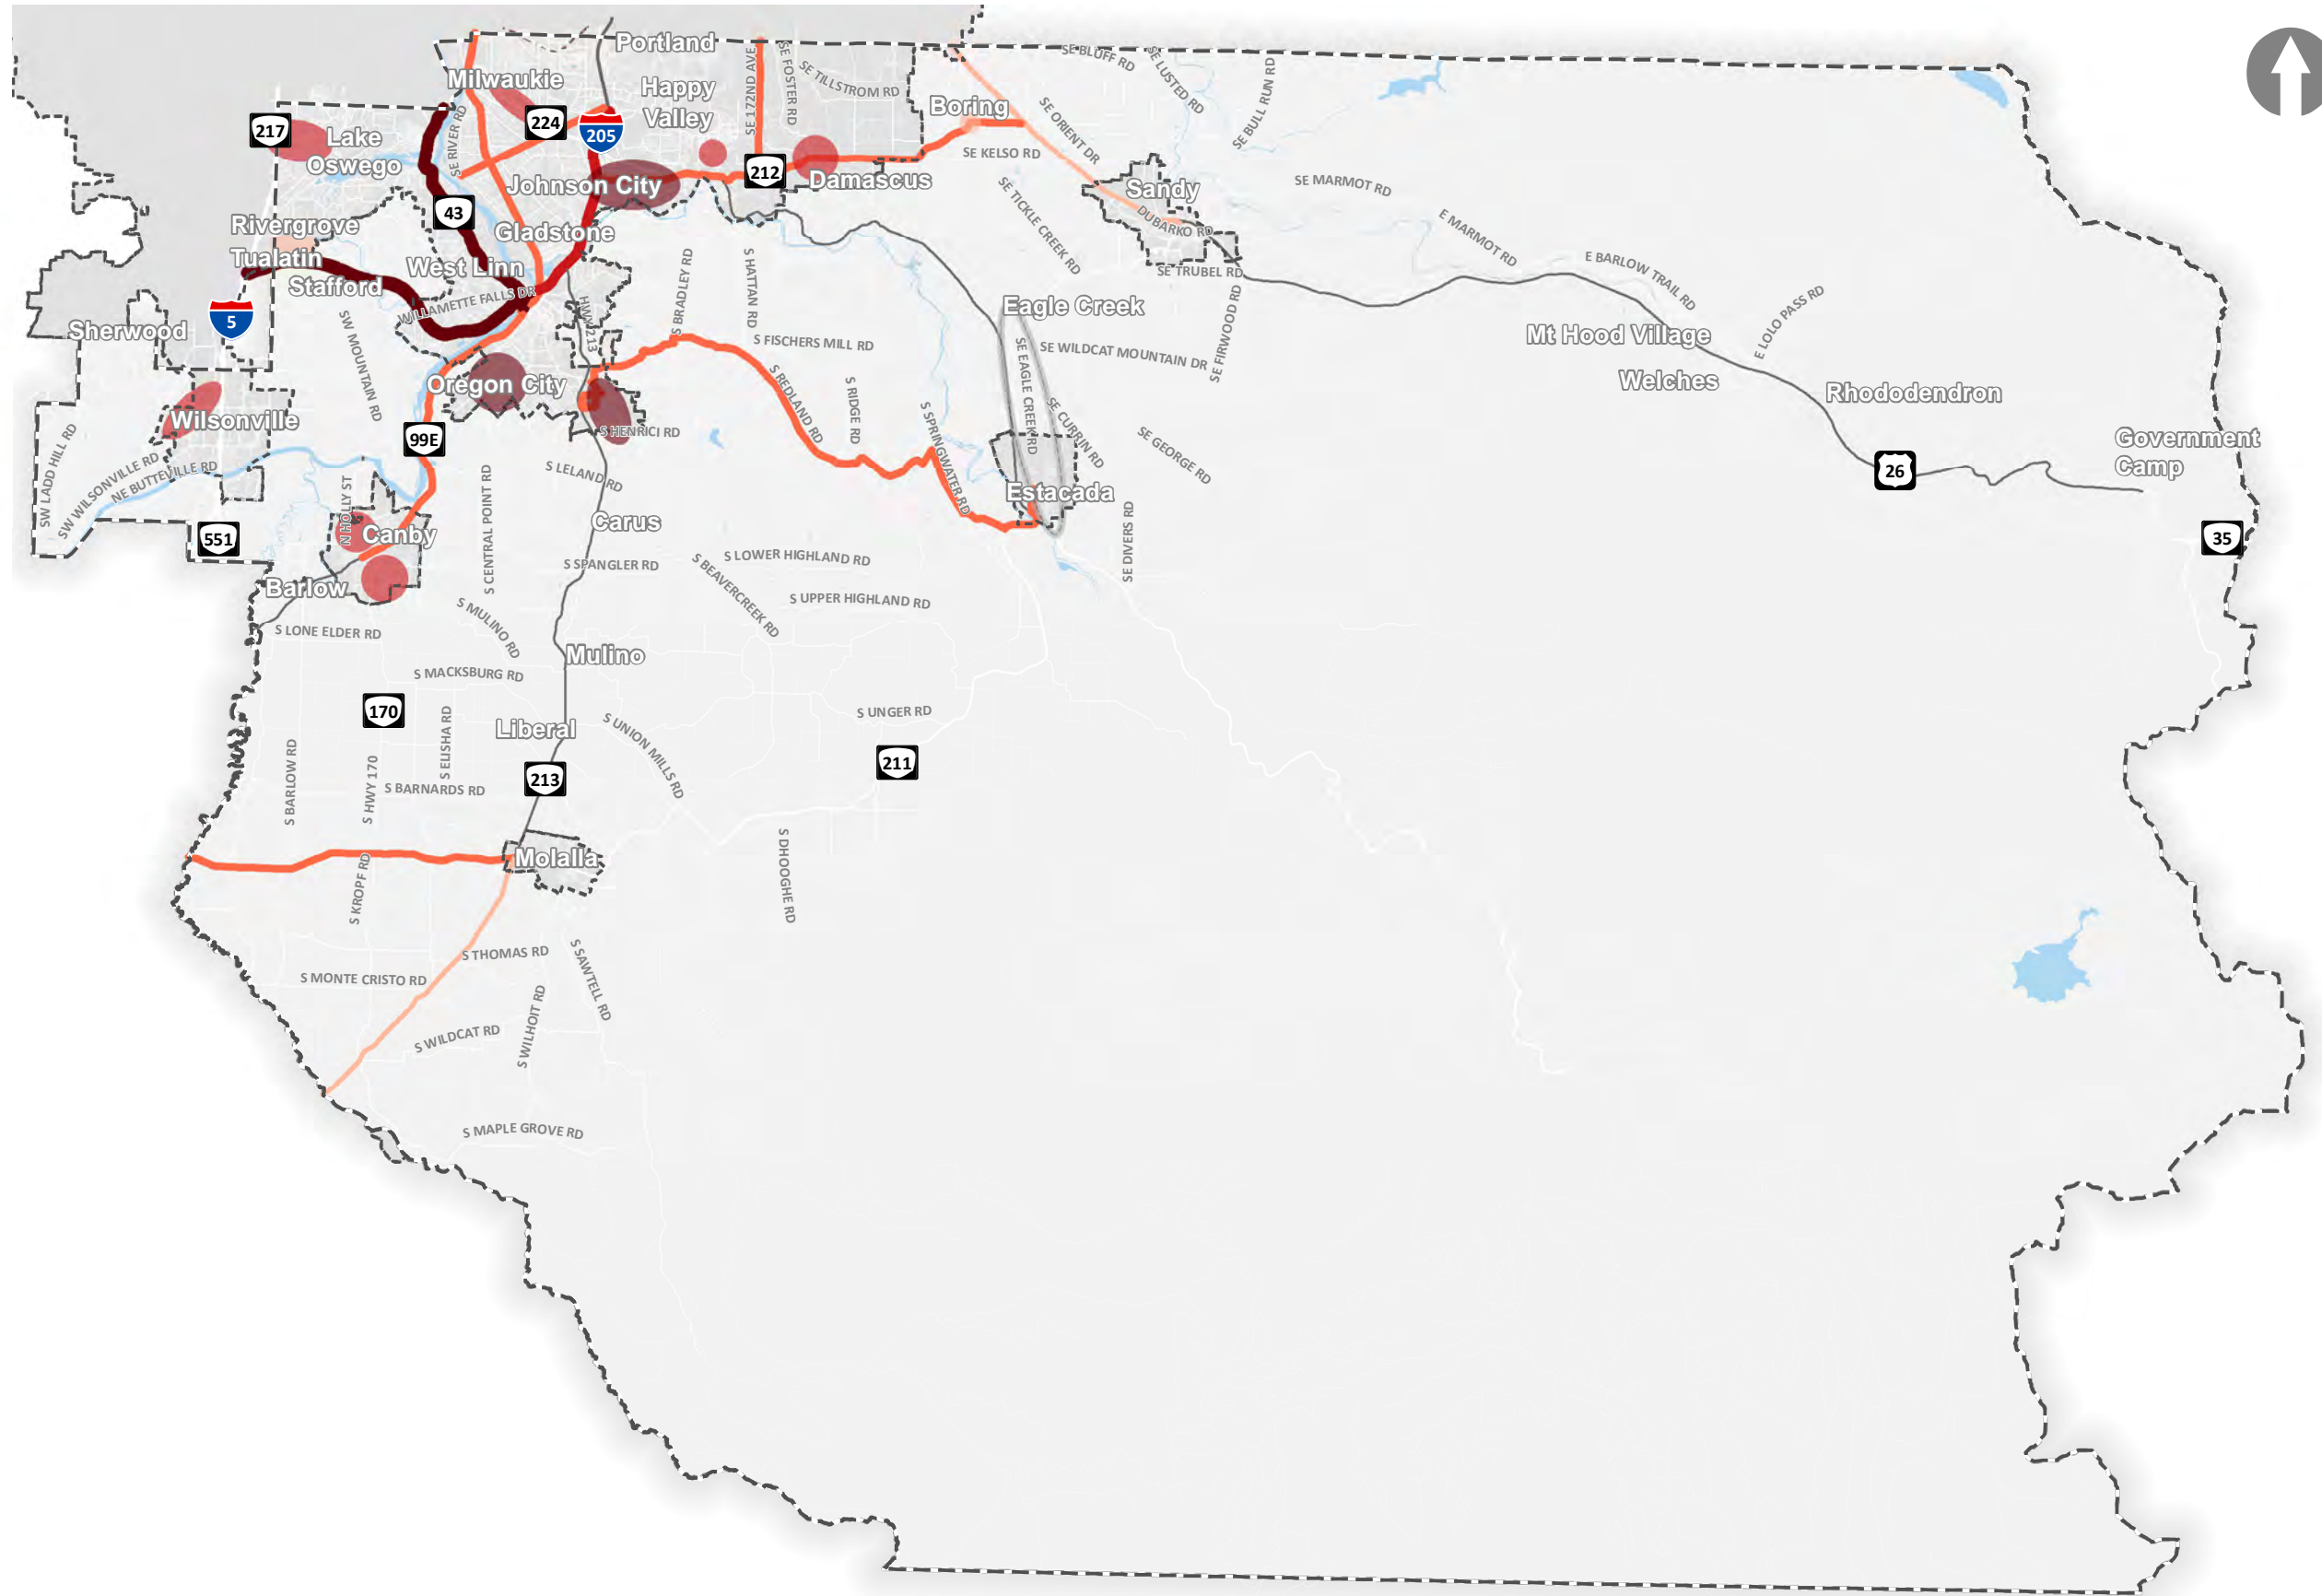 Portland
SE BLUFF RD
SE LUSTED RD
SE BULL RUN RD
Milwaukie
Happy
Valley
SE 172ND AVE
SE FOSTER RD
SE TILLSTROM RD
Boring
SE ORIENT DR
217
Lake
Oswego
SE RIVER RD
224
205
SE KELSO RD
Johnson City
212
Damascus
Sandy
SE MARMOT RD
SE TICKLE CREEK RD
DUBARKO RD
43
Rivergrove
Gladstone
E MARMOT RD
Tualatin
West Linn
Stafford
WILLAMETTE FALLS DR
SE TRUBEL RD
E BARLOW TRAIL RD
S BRADLEY RD
S HATTAN RD
Eagle Creek
5
Sherwood
HWY 213
SW MOUNTAIN RD
S FISCHERS MILL RD
SE EAGLE CREEK RD
SE WILDCAT MOUNTAIN DR
SE FIRWOOD RD
Mt Hood Village
E LOLO PASS RD
Welches
Rhododendron
Oregon City
S REDLAND RD
S RIDGE RD
Wilsonville
S HENRICI RD
S SPRINGWATER RD
SE CURRIN RD
SE GEORGE RD
99E
Government
Camp
26
SW LADD HILL RD
SW WILSONVILLE RD
NE BUTTEVILLE RD
S LELAND RD
S CENTRAL POINT RD
N HOLLY ST
Estacada
Carus
Canby
551
35
SE DIVERS RD
S SPANGLER RD
S LOWER HIGHLAND RD
S BEAVERCREEK RD
Barlow
S UPPER HIGHLAND RD
S LONE ELDER RD
S MULINO RD
Mulino
S MACKSBURG RD
170
S UNGER RD
S ELISHA RD
Liberal
S UNION MILLS RD
S BARLOW RD
S HWY 170
211
213
S BARNARDS RD
Molalla
S KROPF RD
S DHOOGHE RD
S THOMAS RD
S MONTE CRISTO RD
S SAWTELL RD
S WILHOIT RD
S WILDCAT RD
S MAPLE GROVE RD